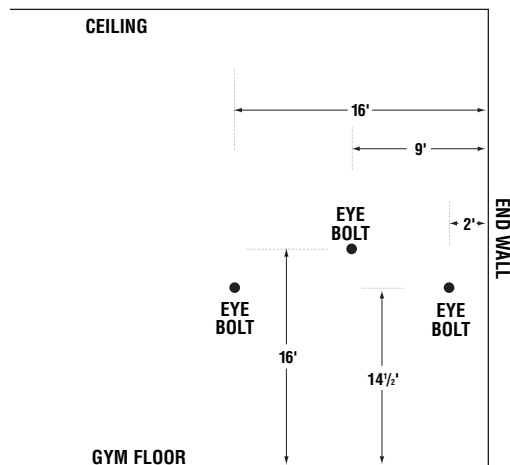 CEILING
16'
9'
2'
END WALL
EYE
BOLT
EYE
BOLT
EYE
BOLT
16'
14½'
GYM FLOOR